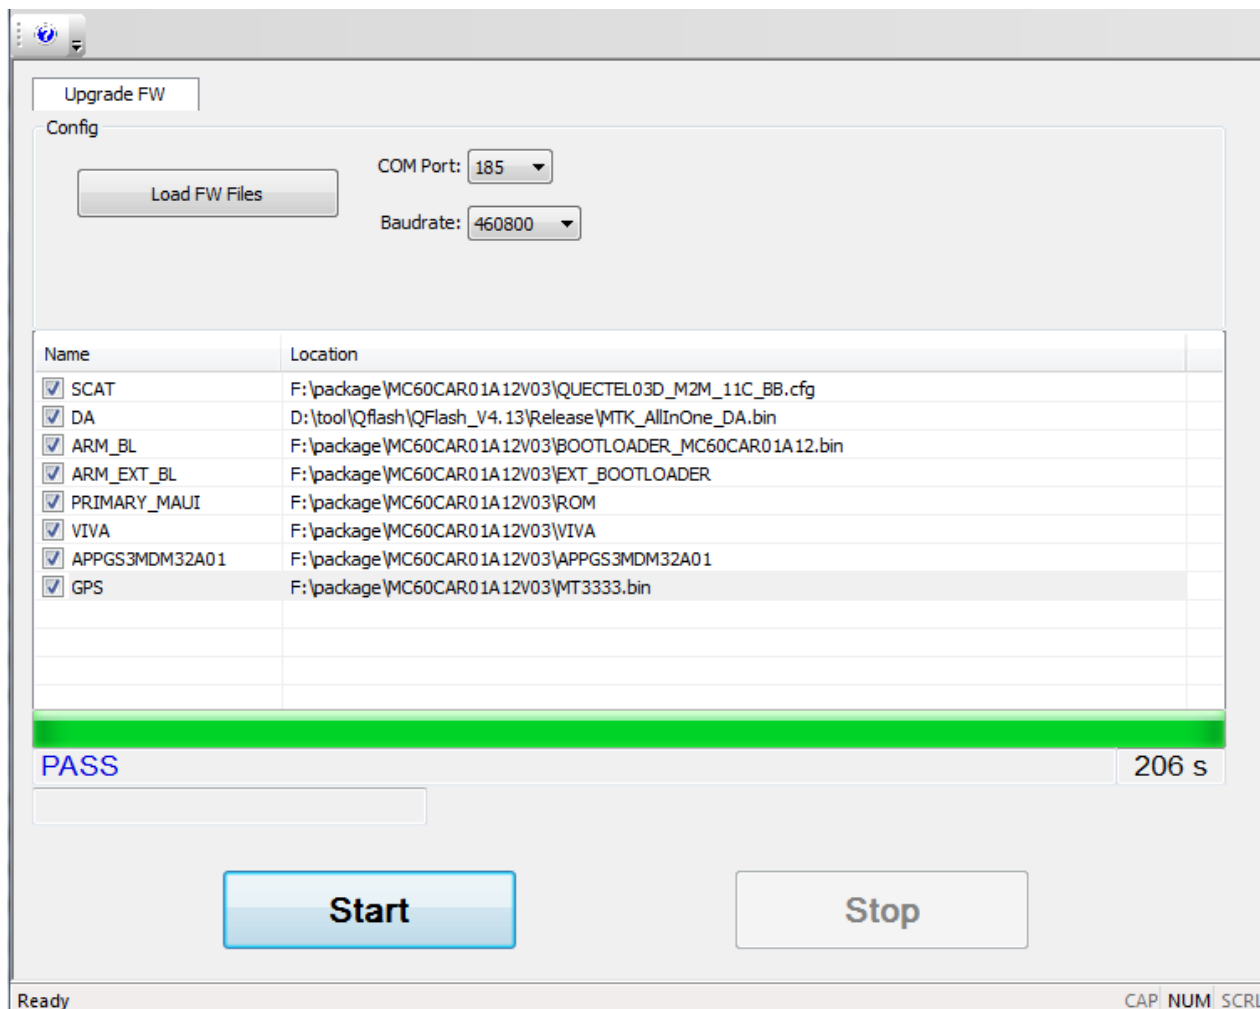 Upgrade FW
Config
Load FW Files
COM Port: 185
Baudrate: 460800
Name Location
SCAT F:\package\MC60CAR01A12V03\QUECTEL03D_M2M_11C_BB.cfg
DA D:\tool\Qflash\QFlash_V4.13\Release\MTK_AllInOne_DA.bin
ARM_BL F:\package\MC60CAR01A12V03\BOOTLOADER_MC60CAR01A12.bin
ARM_EXT_BL F:\package\MC60CAR01A12V03\EXT_BOOTLOADER
PRIMARY_MAUI F:\package\MC60CAR01A12V03\ROM
VIVA F:\package\MC60CAR01A12V03\VIVA
APPGS3MDM32A01 F:\package\MC60CAR01A12V03\APPGS3MDM32A01
GPS F:\package\MC60CAR01A12V03\MT3333.bin
PASS 206 s
Start Stop
Ready CAP NUM SCRL